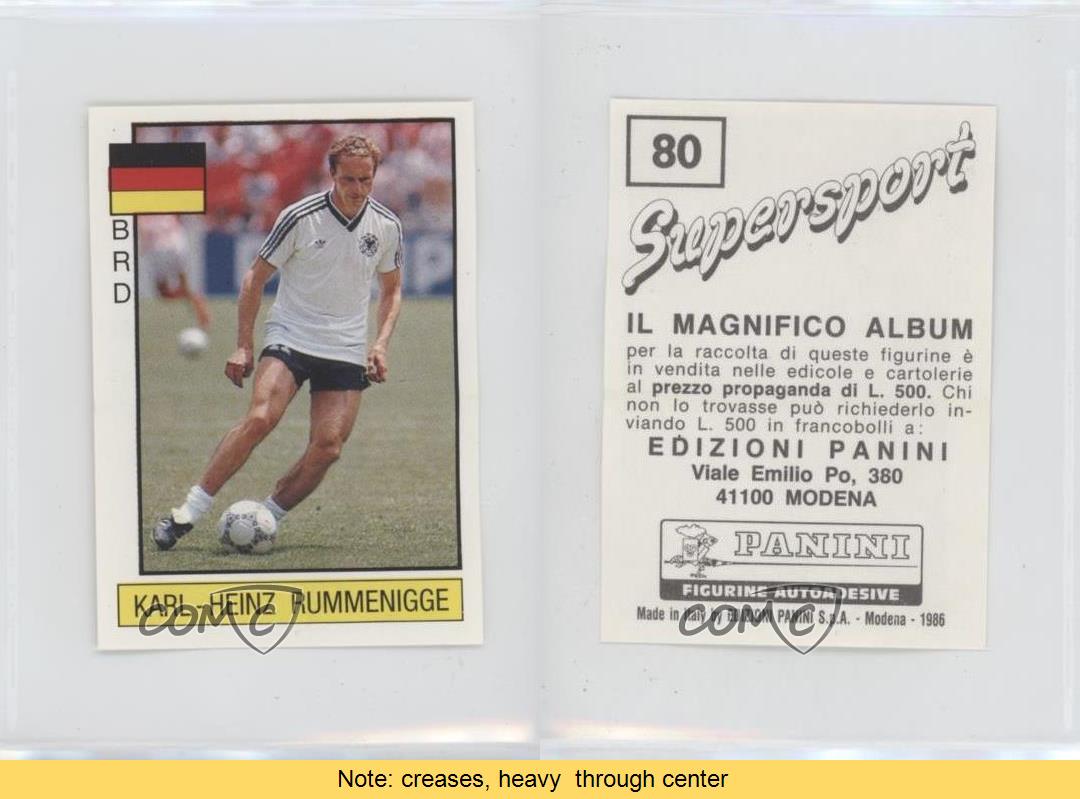 B
R
D
KARL-HEINZ RUMMENIGGE
COMC
80
Supersport
IL MAGNIFICO ALBUM
per la raccolta di queste figurine è
in vendita nelle edicole e cartolerie
al prezzo propaganda di L. 500. Chi
non lo trovasse può richiederlo in-
viando L. 500 in francobolli a:
EDIZIONI PANINI
Viale Emilio Po, 380
41100 MODENA
PANINI
FIGURINE AUTOADESIVE
Made in Italy by EDIZIONI PANINI S.p.A. - Modena - 1986
COMC
Note: creases, heavy through center